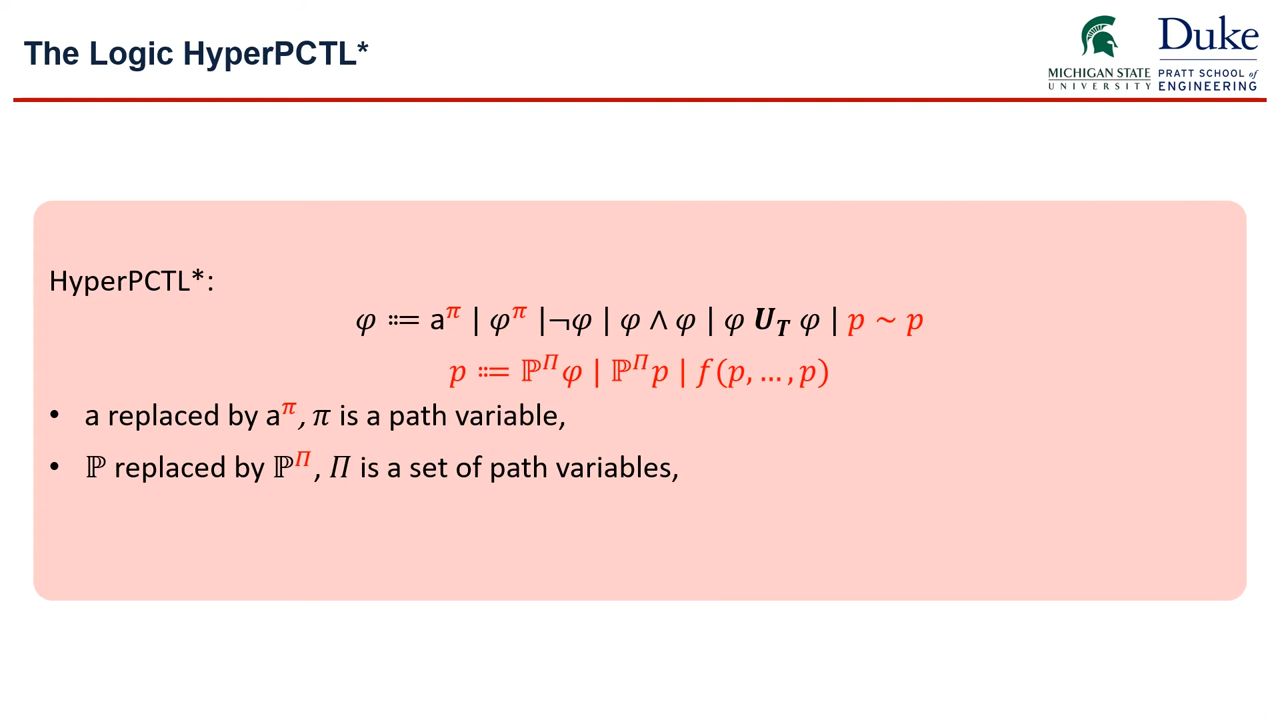 The Logic HyperPCTL*
MICHIGAN STATE
UNIVERSITY
Duke
PRATT SCHOOL of
ENGINEERING
HyperPCTL*:
φ ⩴ a^π | φ^π |¬φ | φ ∧ φ | φ U_T φ | p ~ p
p ⩴ ℙ^Π φ | ℙ^Π p | f(p, … , p)
• a replaced by a^π, π is a path variable,
• ℙ replaced by ℙ^Π, Π is a set of path variables,